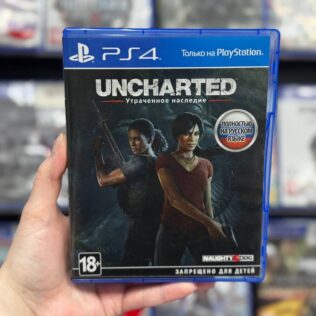 PS4
Только на PlayStation.
UNCHARTED
Утраченное наследие
ПОЛНОСТЬЮ
НА РУССКОМ
ЯЗЫКЕ
18+
NAUGHTY DOG
ЗАПРЕЩЕНО ДЛЯ ДЕТЕЙ